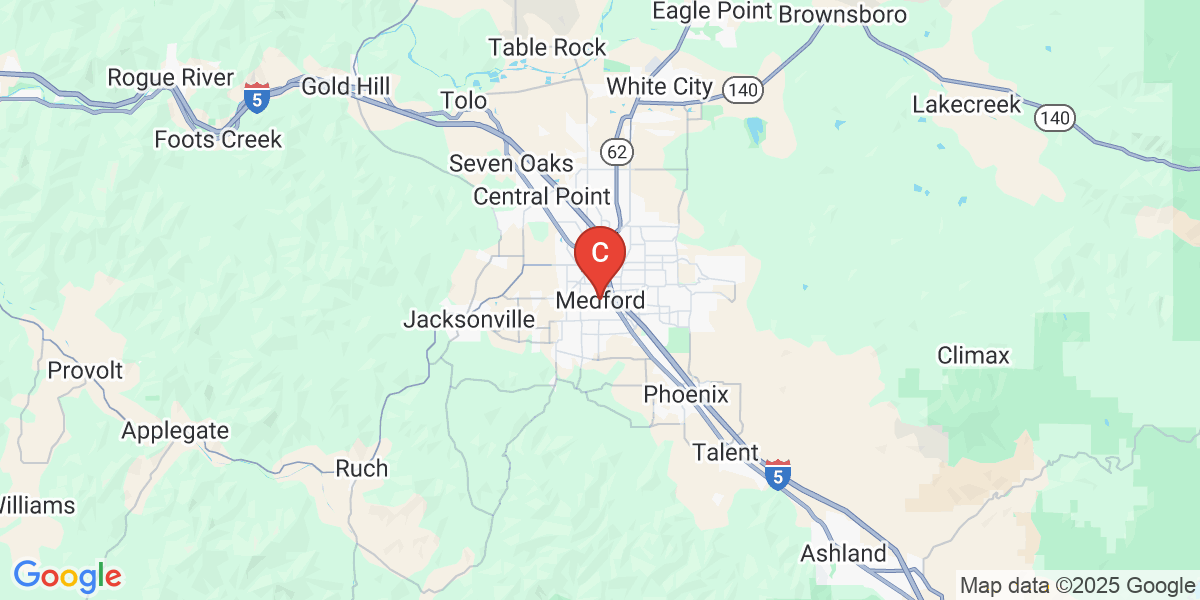 Eagle Point
Brownsboro
Table Rock
Rogue River
Gold Hill
White City
140
5
Tolo
Lakecreek
140
Foots Creek
62
Seven Oaks
Central Point
C
Medford
Jacksonville
Climax
Provolt
Phoenix
Applegate
Talent
Ruch
5
Williams
Ashland
Google
Map data ©2025 Google